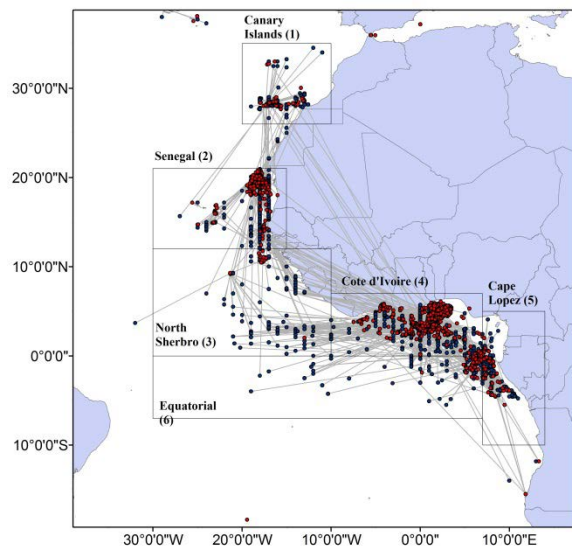 Canary
Islands (1)
30°0'0"N
Senegal (2)
20°0'0"N
10°0'0"N
Cote d'Ivoire (4)
Cape
Lopez (5)
North
Sherbro (3)
0°0'0"
Equatorial
(6)
10°0'0"S
30°0'0"W
20°0'0"W
10°0'0"W
0°0'0"
10°0'0"E